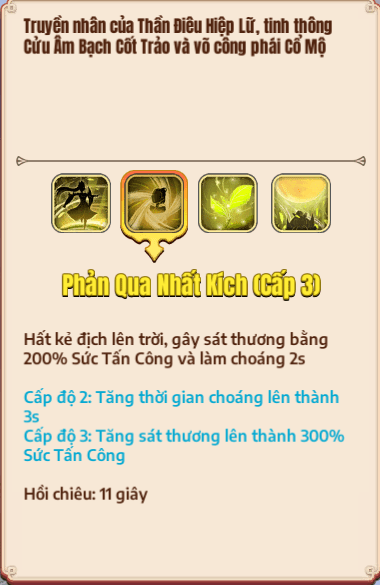 Truyền nhân của Thần Điêu Hiệp Lữ, tinh thông
Cửu Âm Bạch Cốt Trảo và võ công phái Cổ Mộ
Phản Qua Nhất Kích (Cấp 3)
Hất kẻ địch lên trời, gây sát thương bằng
200% Sức Tấn Công và làm choáng 2s
Cấp độ 2: Tăng thời gian choáng lên thành
3s
Cấp độ 3: Tăng sát thương lên thành 300%
Sức Tấn Công
Hồi chiêu: 11 giây